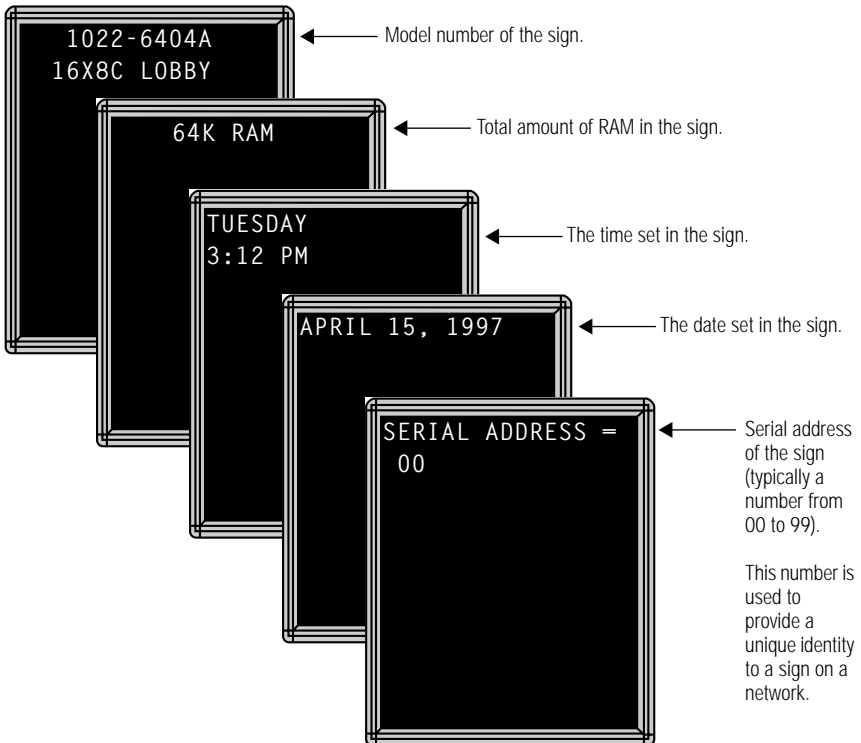 1022-6404A
16X8C LOBBY
Model number of the sign.
64K RAM
Total amount of RAM in the sign.
TUESDAY
3:12 PM
The time set in the sign.
APRIL 15, 1997
The date set in the sign.
SERIAL ADDRESS =
00
Serial address
of the sign
(typically a
number from
00 to 99).
This number is
used to
provide a
unique identity
to a sign on a
network.